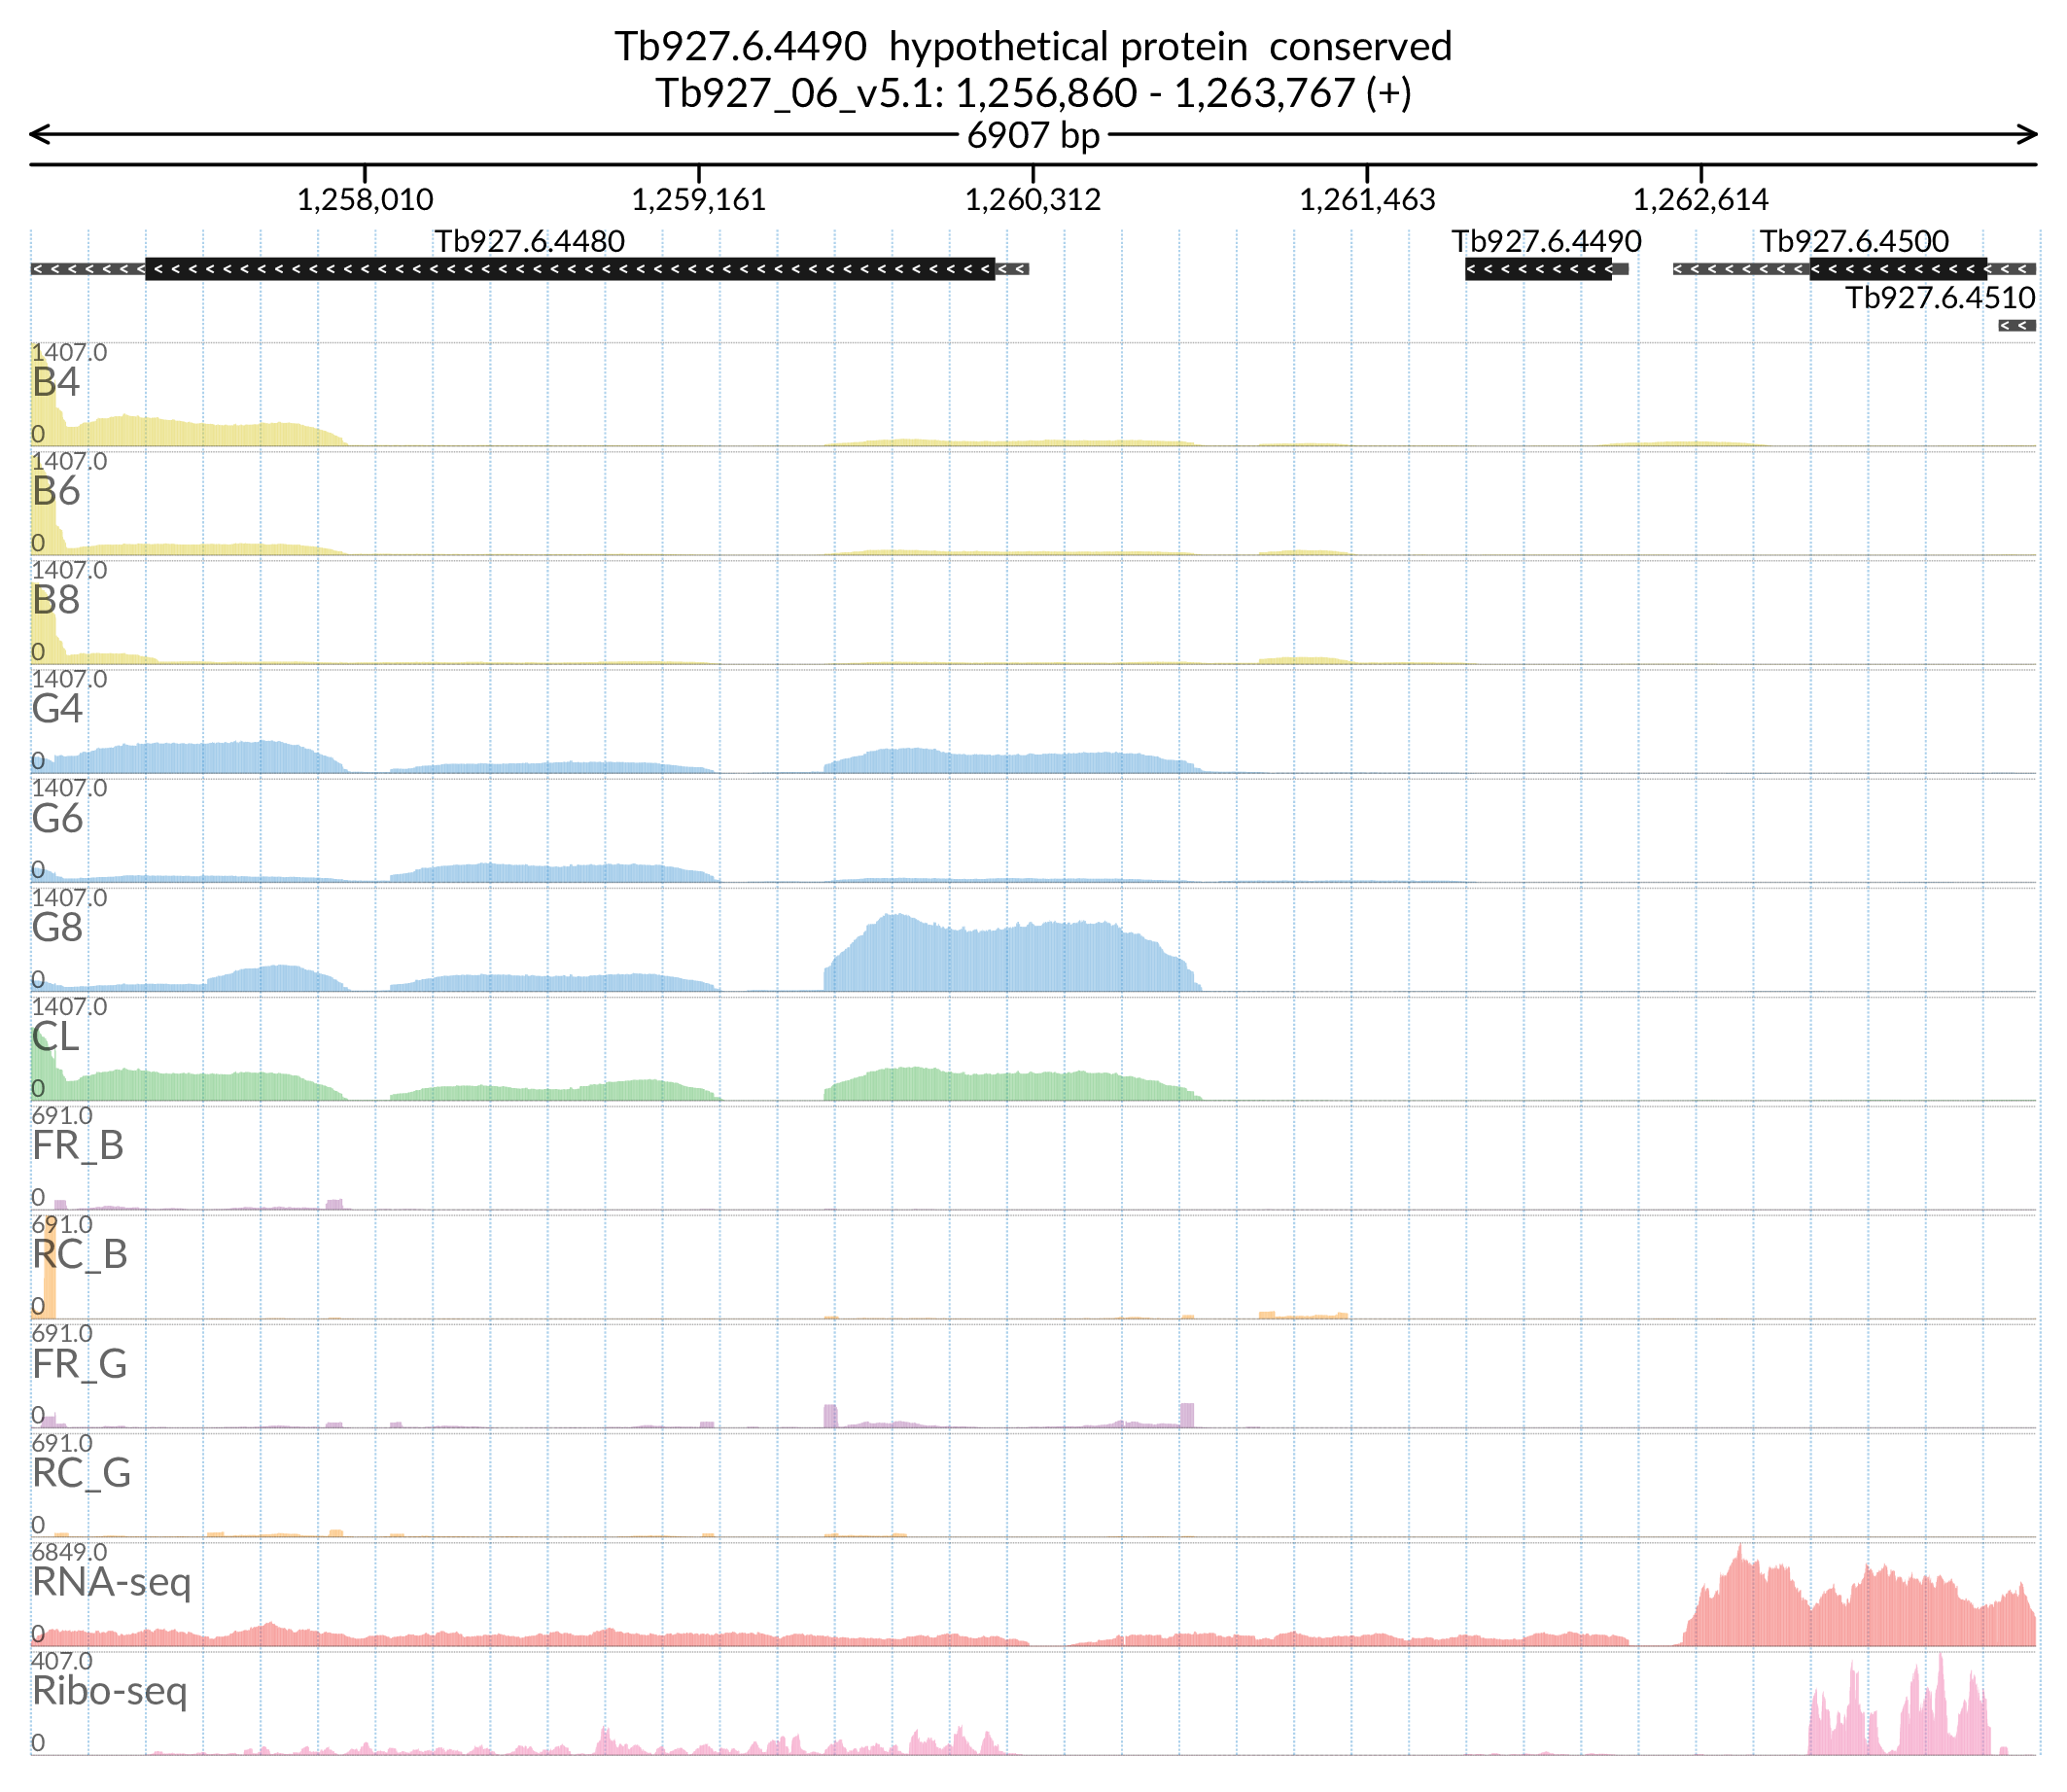 Tb927.6.4490  hypothetical protein  conserved
Tb927_06_v5.1: 1,256,860 - 1,263,767 (+)
6907 bp
1,258,010 1,259,161 1,260,312 1,261,463 1,262,614
Tb927.6.4480 Tb927.6.4490 Tb927.6.4500
Tb927.6.4510
1407.0
B4
0
1407.0
B6
0
1407.0
B8
0
1407.0
G4
0
1407.0
G6
0
1407.0
G8
0
1407.0
CL
0
691.0
FR_B
0
691.0
RC_B
0
691.0
FR_G
0
691.0
RC_G
0
6849.0
RNA-seq
0
407.0
Ribo-seq
0